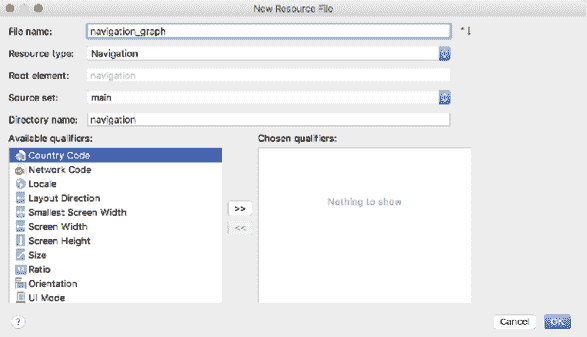 New Resource File
File name: navigation_graph
Resource type: Navigation
Root element: navigation
Source set: main
Directory name: navigation
Available qualifiers: Chosen qualifiers:
Country Code
Network Code
Locale
Layout Direction
Smallest Screen Width
Screen Width
Screen Height
Size
Ratio
Orientation
UI Mode
>>
<<
Nothing to show
?
Cancel OK